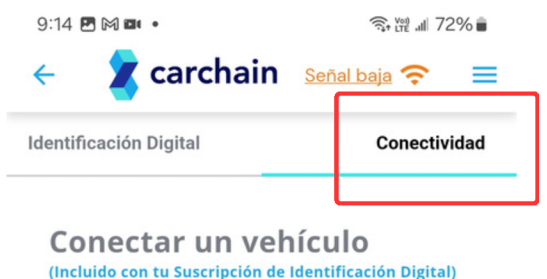 9:14
Vo)) LTE 72%
carchain Señal baja
Identificación Digital Conectividad
Conectar un vehículo
(Incluido con tu Suscripción de Identificación Digital)